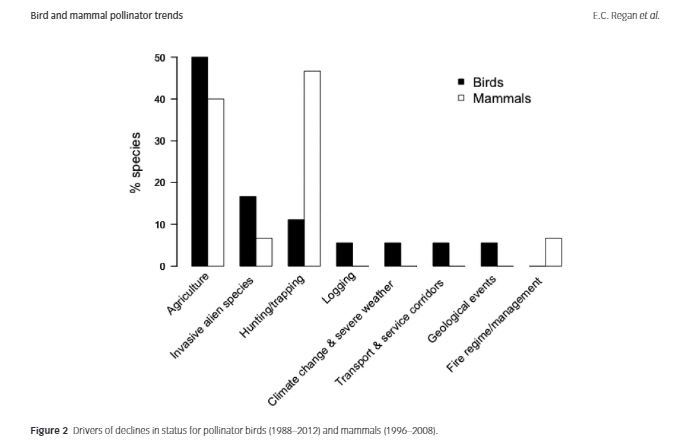 Bird and mammal pollinator trends
E.C. Regan et al.
50
40
30
20
10
0
% species
Birds
Mammals
Agriculture
Invasive alien species
Hunting/trapping
Logging
Climate change & severe weather
Transport & service corridors
Geological events
Fire regime/management
Figure 2 Drivers of declines in status for pollinator birds (1988–2012) and mammals (1996–2008).